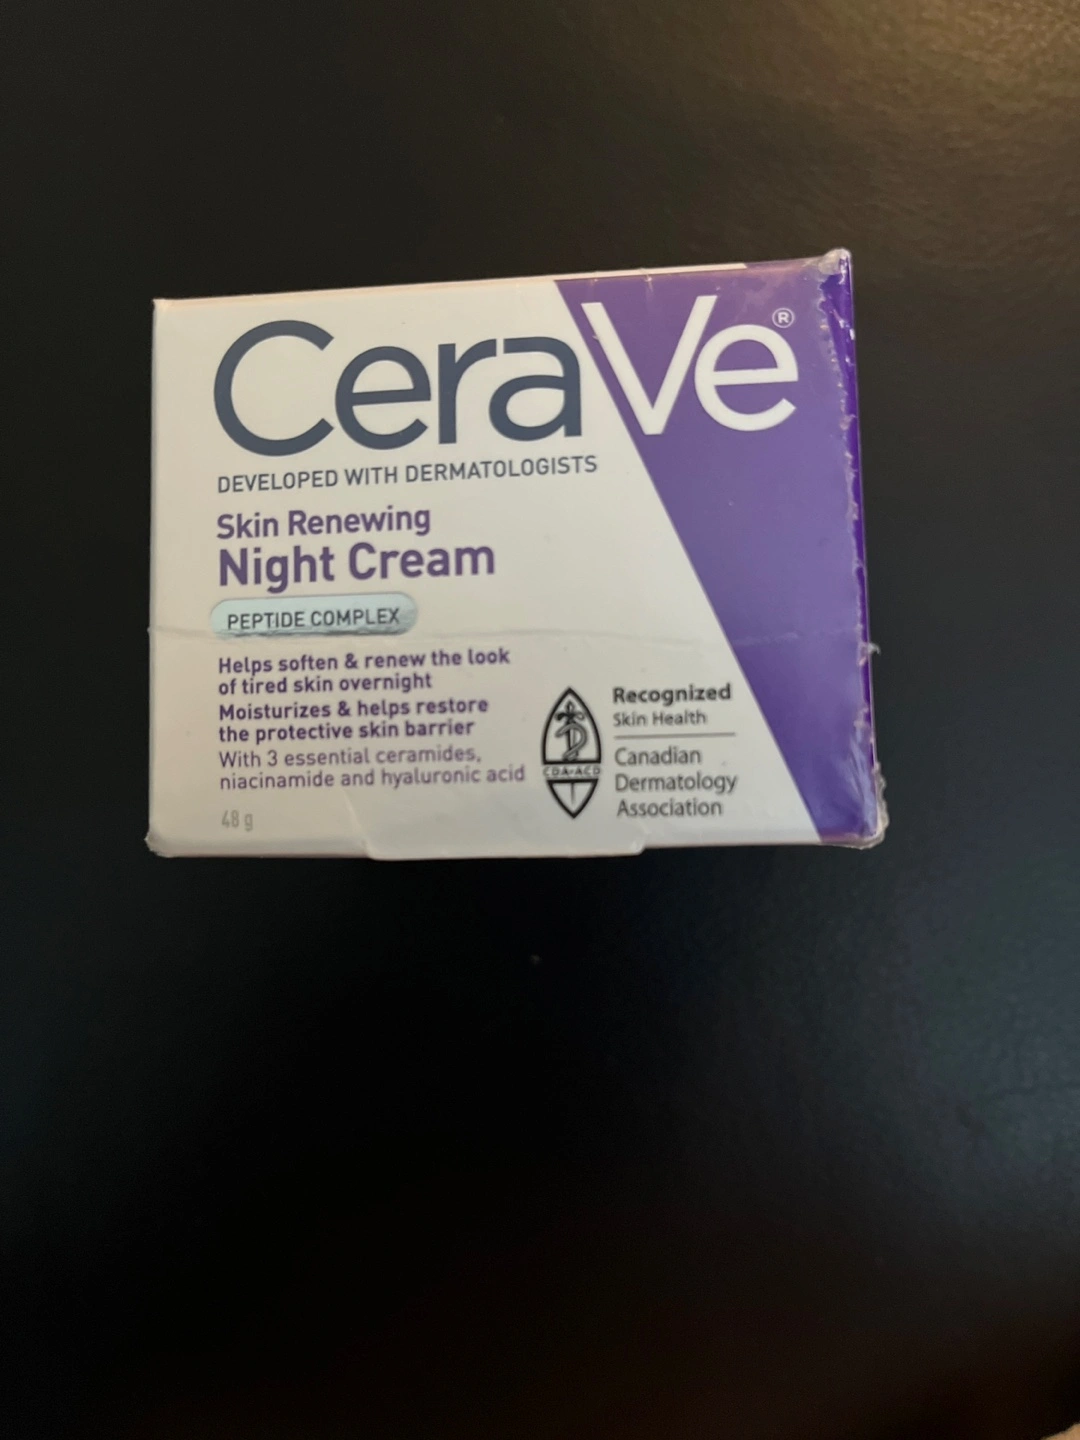 CeraVe®
DEVELOPED WITH DERMATOLOGISTS
Skin Renewing
Night Cream
PEPTIDE COMPLEX
Helps soften & renew the look
of tired skin overnight
Moisturizes & helps restore
the protective skin barrier
With 3 essential ceramides,
niacinamide and hyaluronic acid
48 g
CDA•ACD
Recognized
Skin Health
Canadian
Dermatology
Association